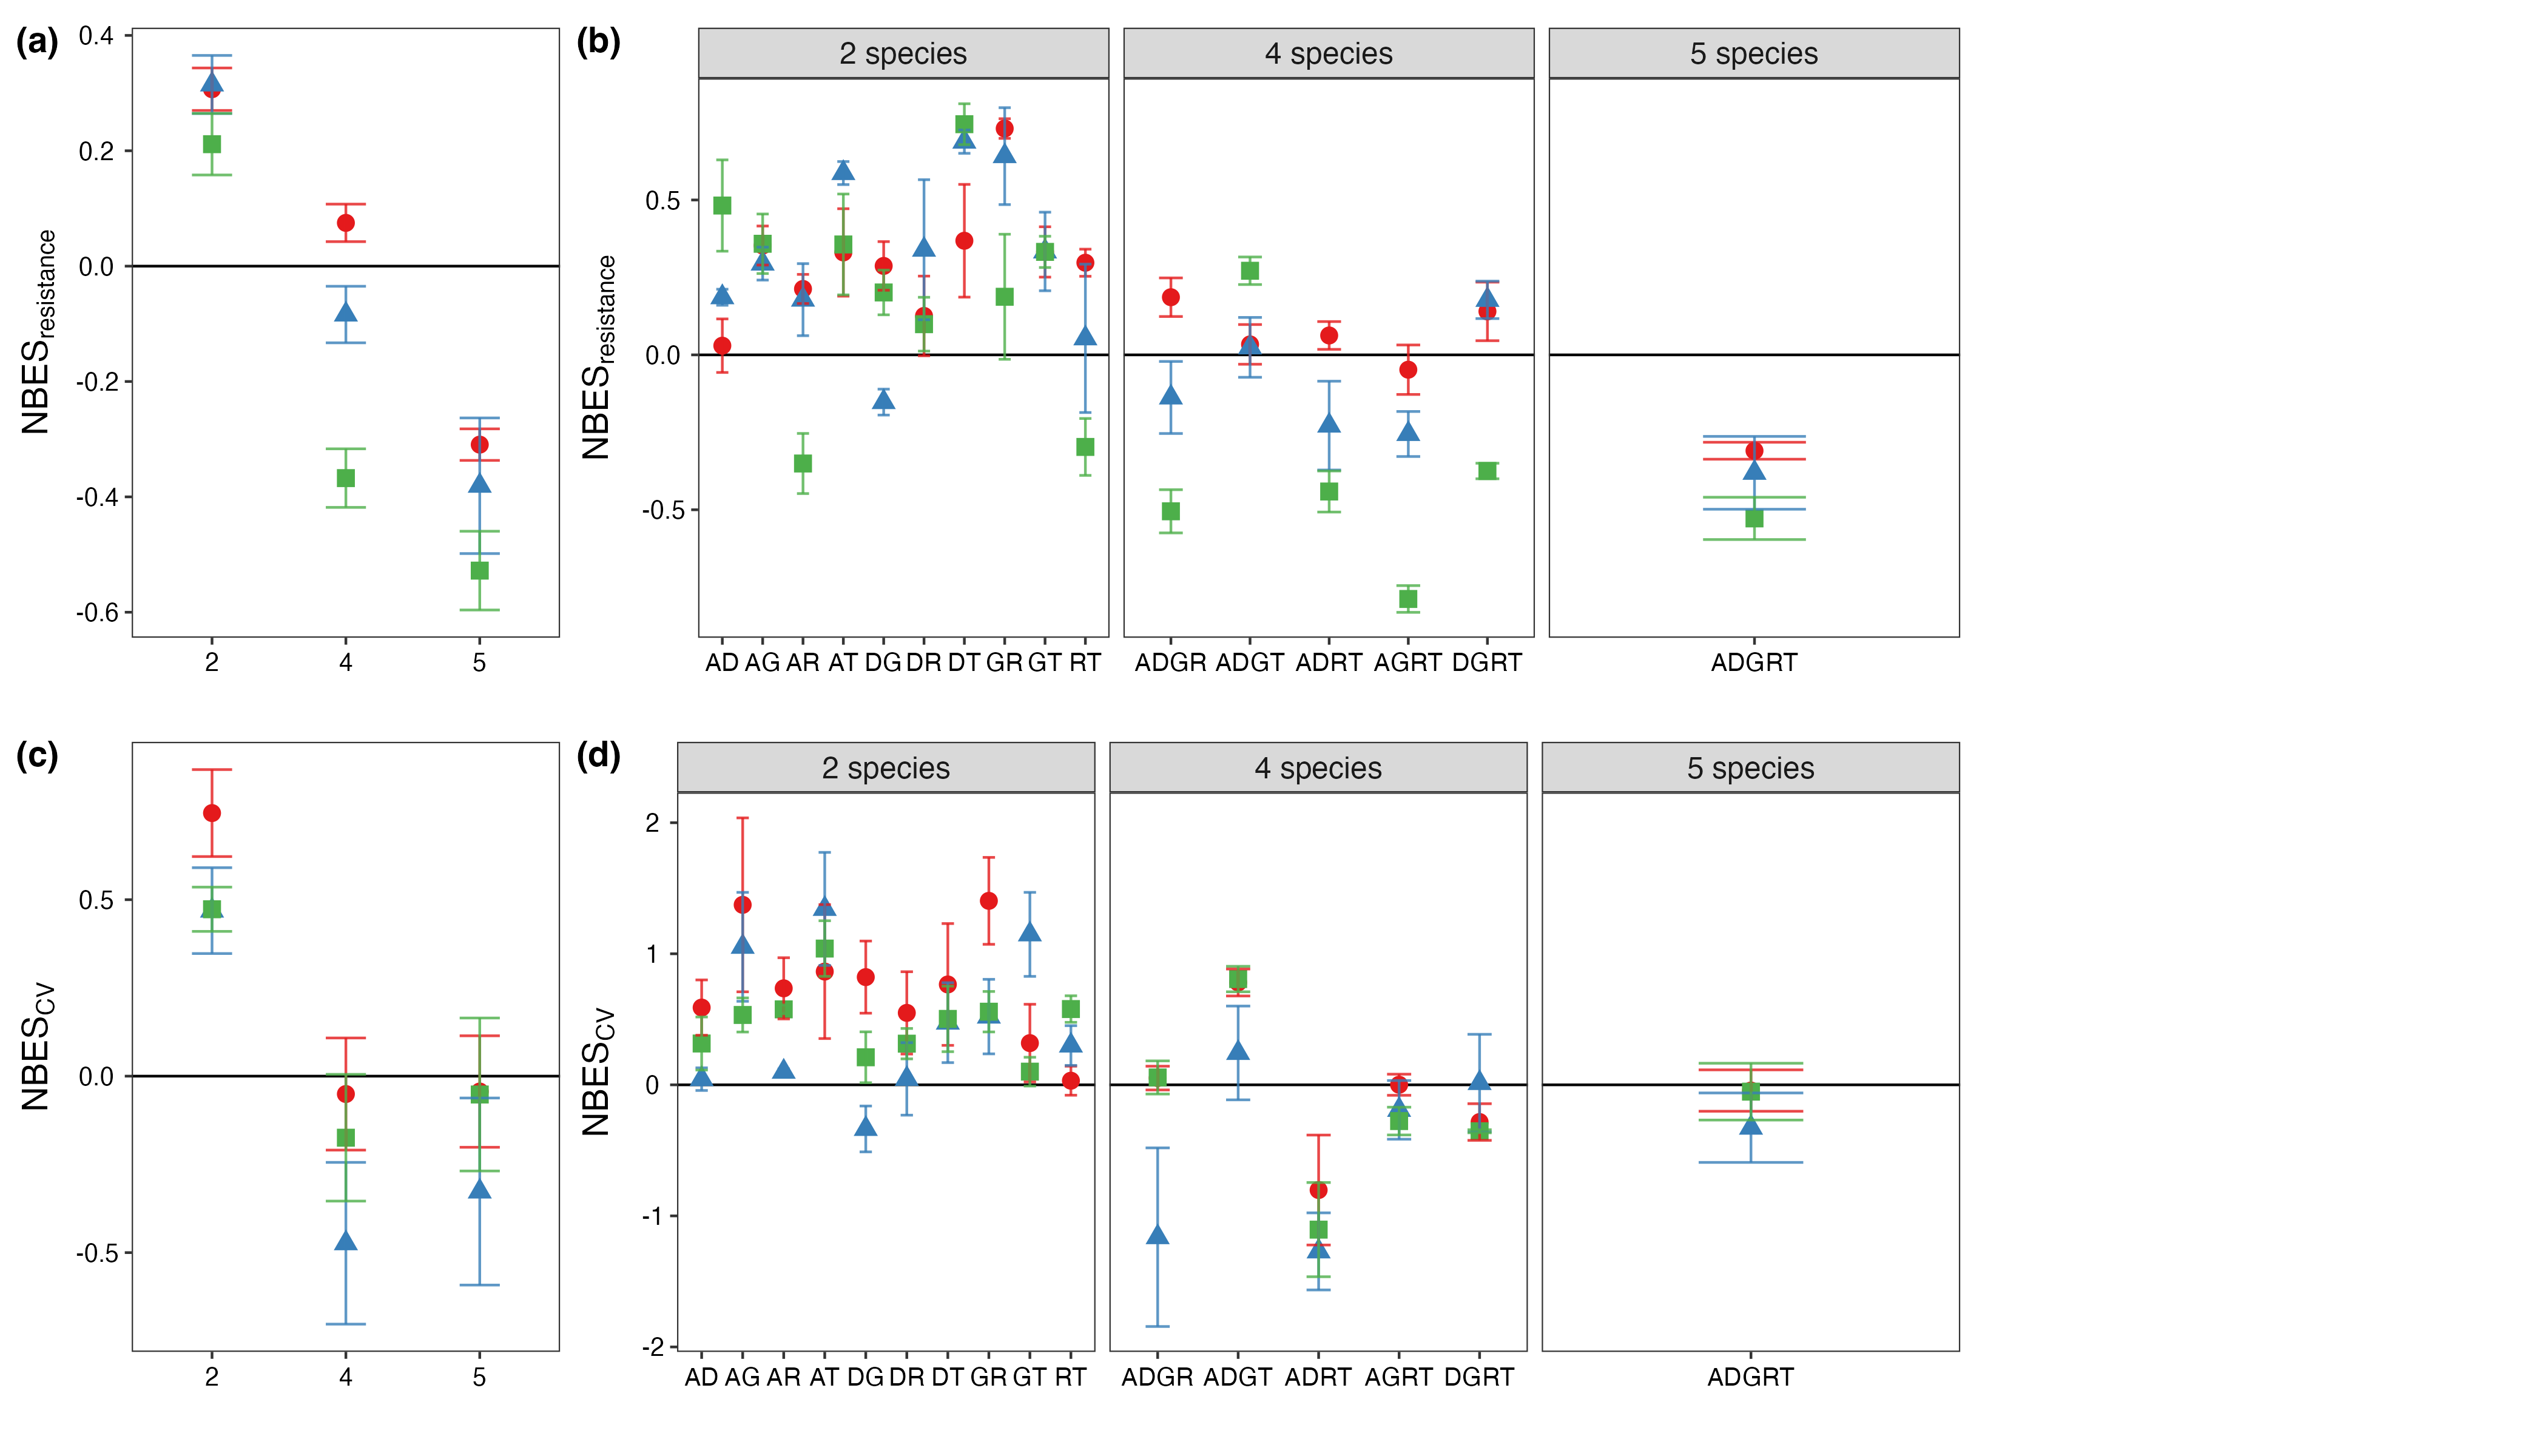 (a)
0.4
0.2
0.0
-0.2
-0.4
-0.6
NBESresistance
2 4 5
(b)
2 species 4 species 5 species
0.5
0.0
-0.5
NBESresistance
AD AG AR AT DG DR DT GR GT RT ADGR ADGT ADRT AGRT DGRT ADGRT
(c)
0.5
0.0
-0.5
NBESCV
2 4 5
(d)
2 species 4 species 5 species
2
1
0
-1
-2
NBESCV
AD AG AR AT DG DR DT GR GT RT ADGR ADGT ADRT AGRT DGRT ADGRT